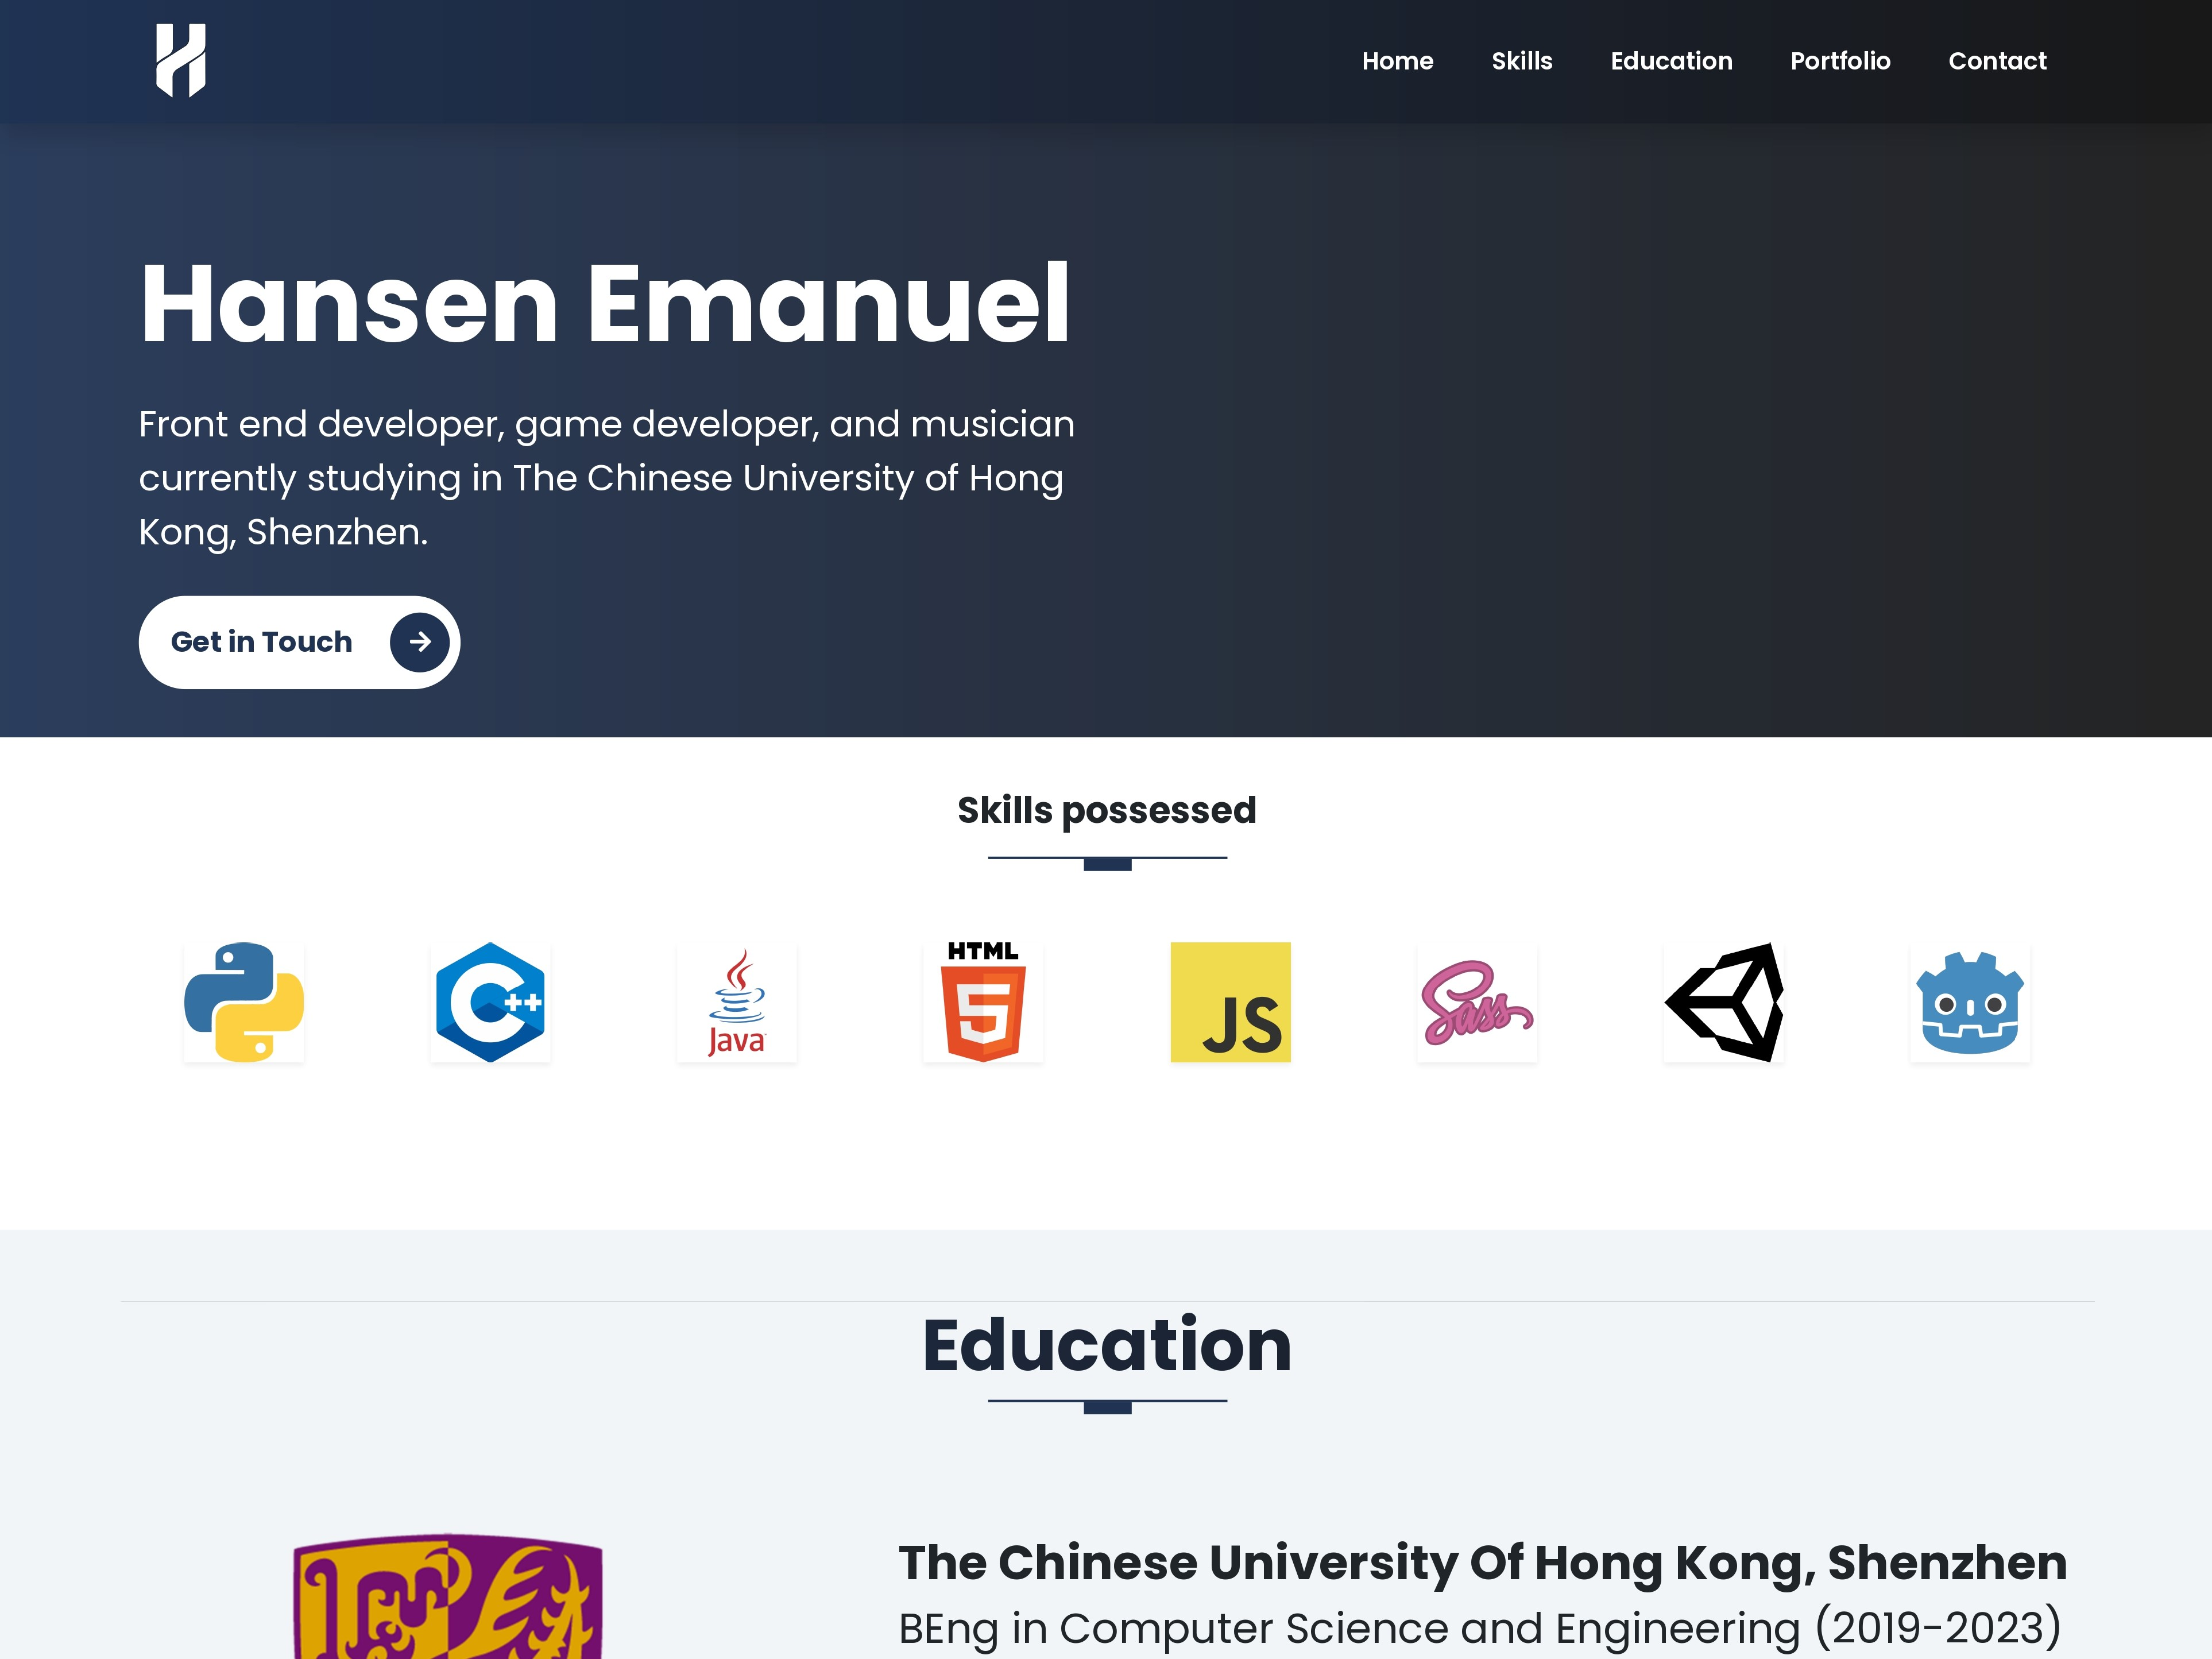 Home Skills Education Portfolio Contact
Hansen Emanuel
Front end developer, game developer, and musician
currently studying in The Chinese University of Hong
Kong, Shenzhen.
Get in Touch
Skills possessed
C++
Java
HTML
5
JS
Sass
Education
The Chinese University Of Hong Kong, Shenzhen
BEng in Computer Science and Engineering (2019-2023)